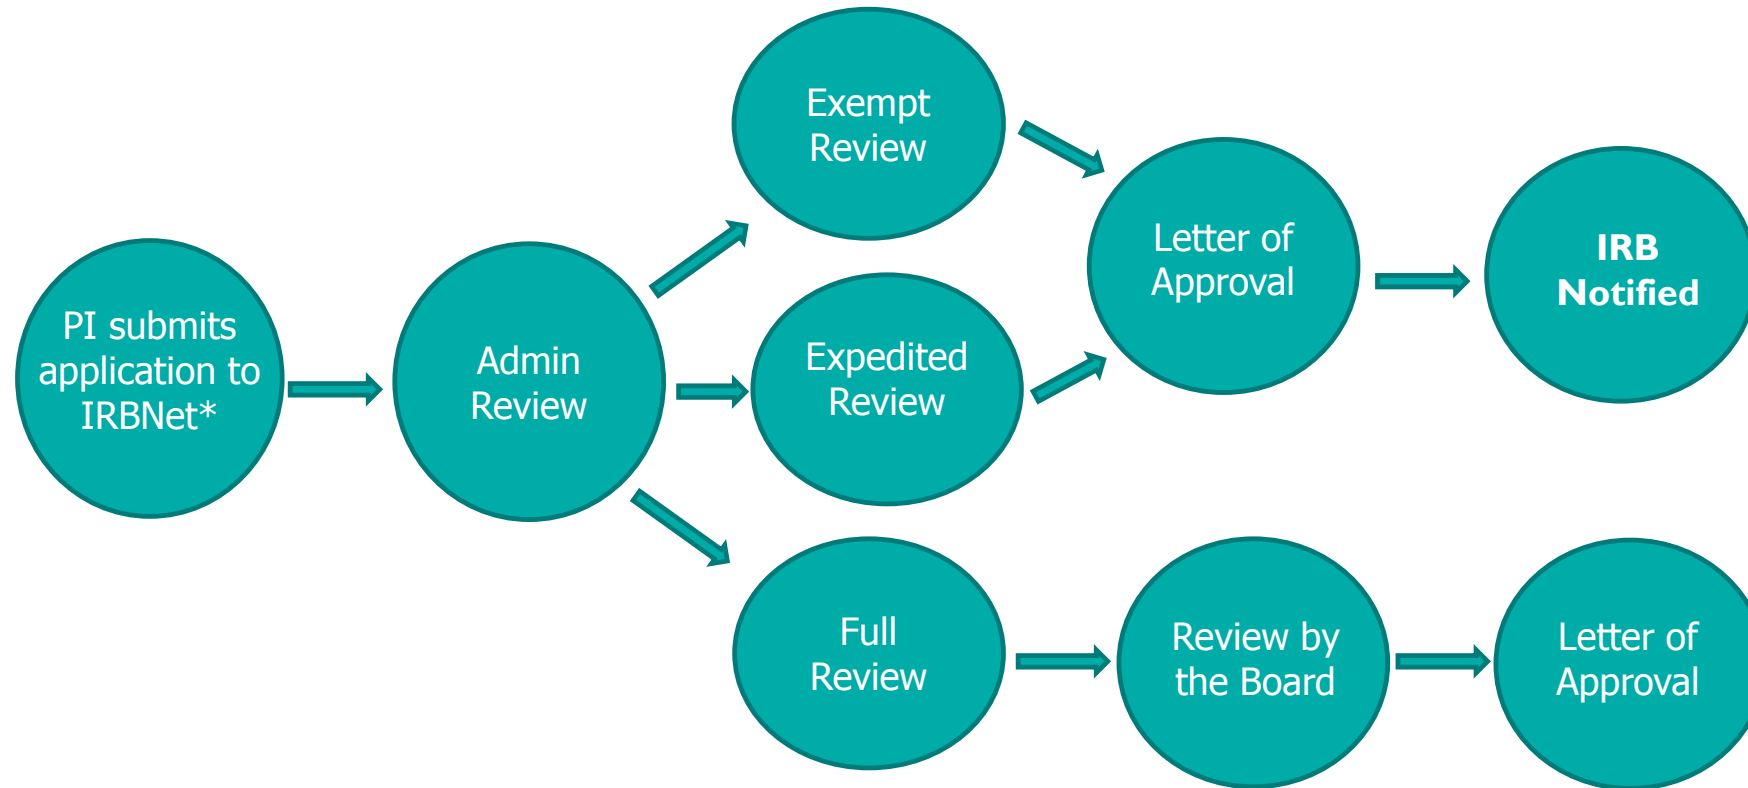 PI submits
application to
IRBNet*
Admin
Review
Exempt
Review
Expedited
Review
Full
Review
Letter of
Approval
IRB
Notified
Review by
the Board
Letter of
Approval